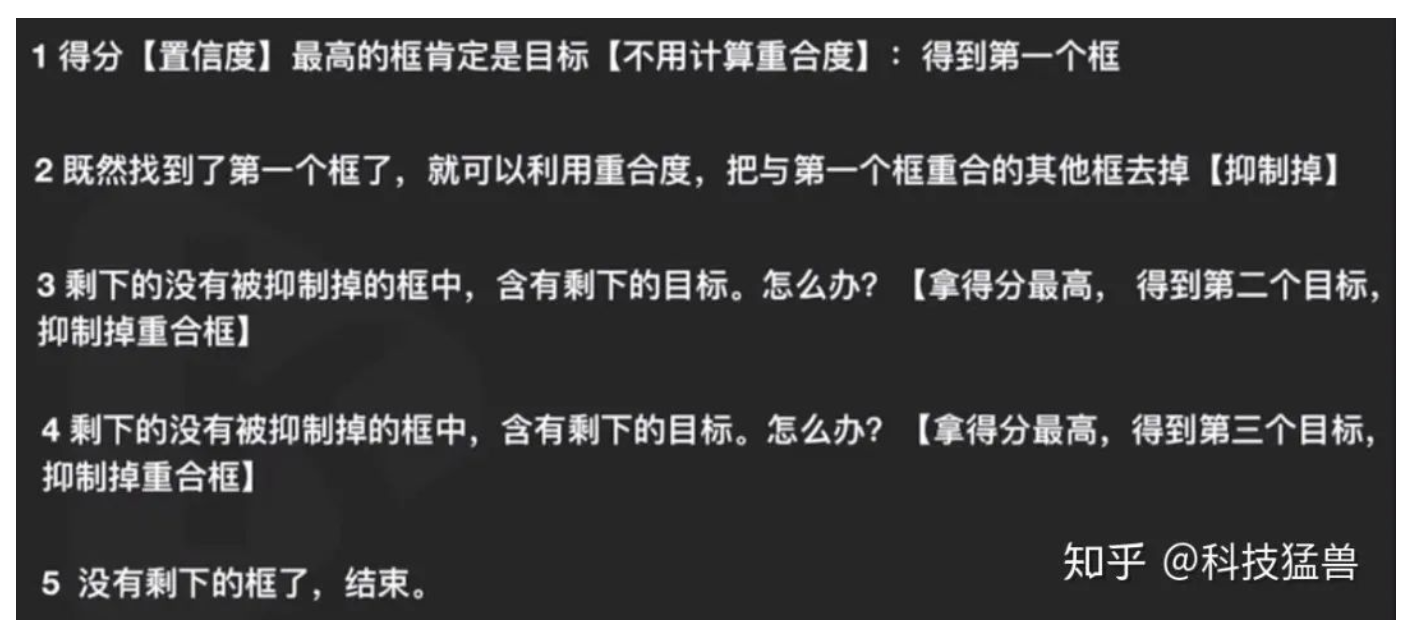 1 得分【置信度】最高的框肯定是目标【不用计算重合度】：得到第一个框
2 既然找到了第一个框了，就可以利用重合度，把与第一个框重合的其他框去掉【抑制掉】
3 剩下的没有被抑制掉的框中，含有剩下的目标。怎么办？【拿得分最高， 得到第二个目标，
抑制掉重合框】
4 剩下的没有被抑制掉的框中，含有剩下的目标。怎么办？【拿得分最高，得到第三个目标，
抑制掉重合框】
5 没有剩下的框了，结束。
知乎 @科技猛兽